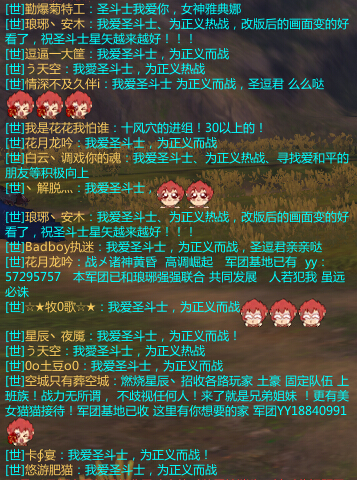 [世]勤爆菊特工：圣斗士我爱你，女神雅典娜
[世]琅琊丶安木：我爱圣斗士、为正义热战，改版后的画面变的好
看了，祝圣斗士星矢越来越好！！！
[世]逗逼一大筐：我爱圣斗士，为正义而战
[世]う天空：我爱圣斗士，为正义热战
[世]情深不及久伴i：我爱圣斗士 为正义而战，圣逗君 么么哒
[世]我是花花我怕谁：十风穴的进组！30以上的！
[世]花月龙吟：我爱圣斗士，为正义而战
[世]白云丶调戏你的魂：我爱圣斗士、为正义热战、寻找爱和平的
朋友等积极向上
[世]丶解脱灬：我爱圣斗士，
[世]琅琊丶安木：我爱圣斗士、为正义热战，改版后的画面变的好
看了，祝圣斗士星矢越来越好！！！
[世]Badboy执迷：我爱圣斗士，为正义而战，圣逗君亲亲哒
[世]花月龙吟：战メ诸神黄昏 高调崛起 军团基地已有 yy：
57295757 本军团已和琅琊强强联合 共同发展 人若犯我 虽远
必诛
[世]☆★牧0歌☆★：我爱圣斗士，为正义而战
[世]星辰丶夜魇：我爱圣斗士，为正义而战！
[世]う天空：我爱圣斗士，为正义热战
[世]0o土豆o0：我爱圣斗士，为正义而战
[世]空城只有葬空城：燃烧星辰丶招收各路玩家 土豪 固定队伍 上
班族！战力无所谓， 不歧视任何人！来了就是兄弟姐妹 ！更有美
女猫猫接待！军团基地已收 这里有你想要的家 军团YY18840991
[世]卡∮宴：我爱圣斗士，为正义而战！
[世]悠游肥猫：我爱圣斗士，为正义而战